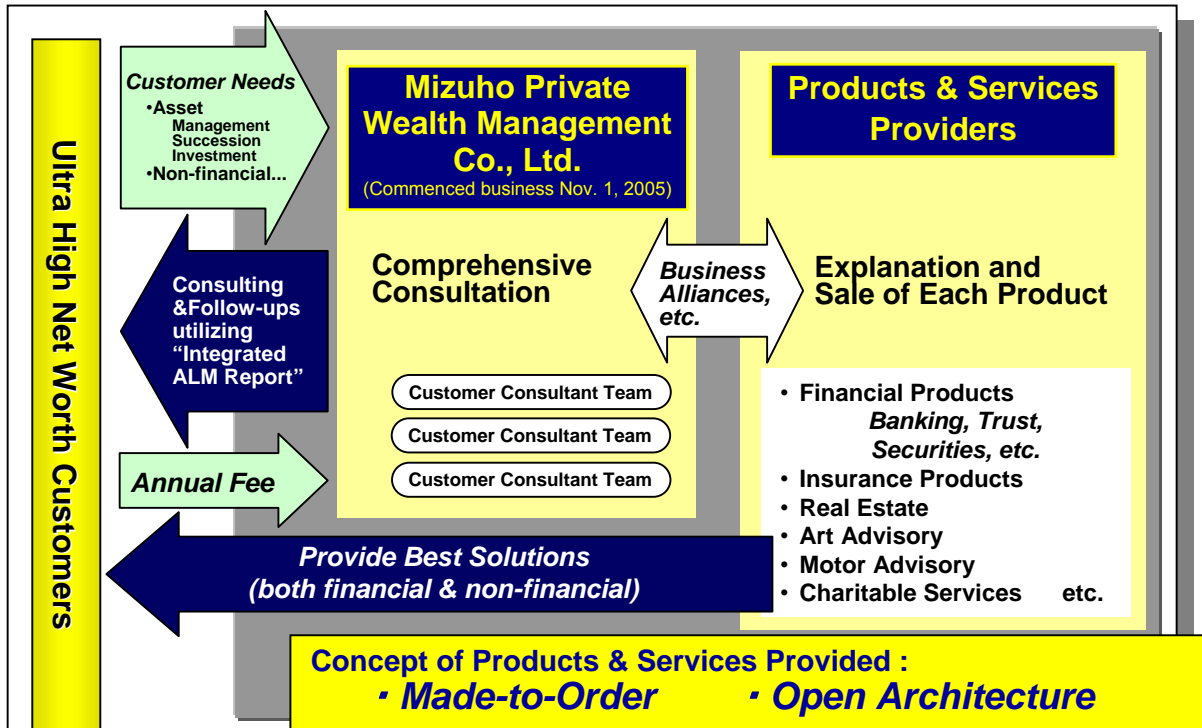 Ultra High Net Worth Customers
Customer Needs
•Asset
Management
Succession
Investment
•Non-financial...
Consulting
&Follow-ups
utilizing
“Integrated
ALM Report”
Annual Fee
Mizuho Private
Wealth Management
Co., Ltd.
(Commenced business Nov. 1, 2005)
Comprehensive
Consultation
Customer Consultant Team
Customer Consultant Team
Customer Consultant Team
Business
Alliances,
etc.
Products & Services
Providers
Explanation and
Sale of Each Product
• Financial Products
Banking, Trust,
Securities, etc.
• Insurance Products
• Real Estate
• Art Advisory
• Motor Advisory
• Charitable Services etc.
Provide Best Solutions
(both financial & non-financial)
Concept of Products & Services Provided :
・Made-to-Order ・Open Architecture